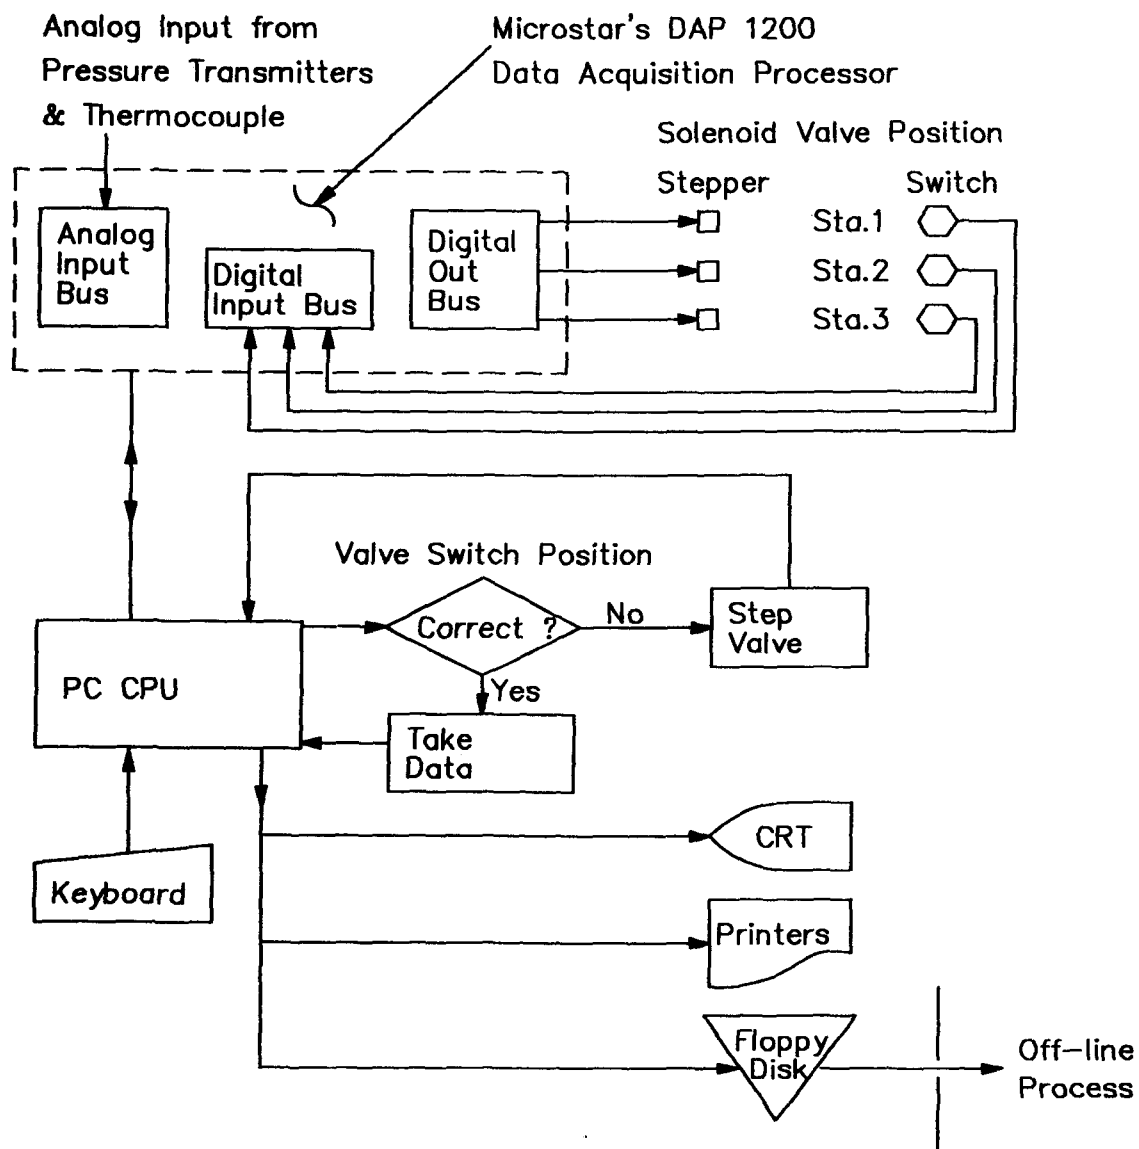 Analog Input from
Pressure Transmitters
& Thermocouple
Microstar's DAP 1200
Data Acquisition Processor
Solenoid Valve Position
Stepper
Switch
Analog
Input
Bus
Digital
Input Bus
Digital
Out
Bus
Sta.1
Sta.2
Sta.3
Valve Switch Position
Correct ?
No
Step
Valve
Yes
PC CPU
Take
Data
Keyboard
CRT
Printers
Floppy
Disk
Off-line
Process